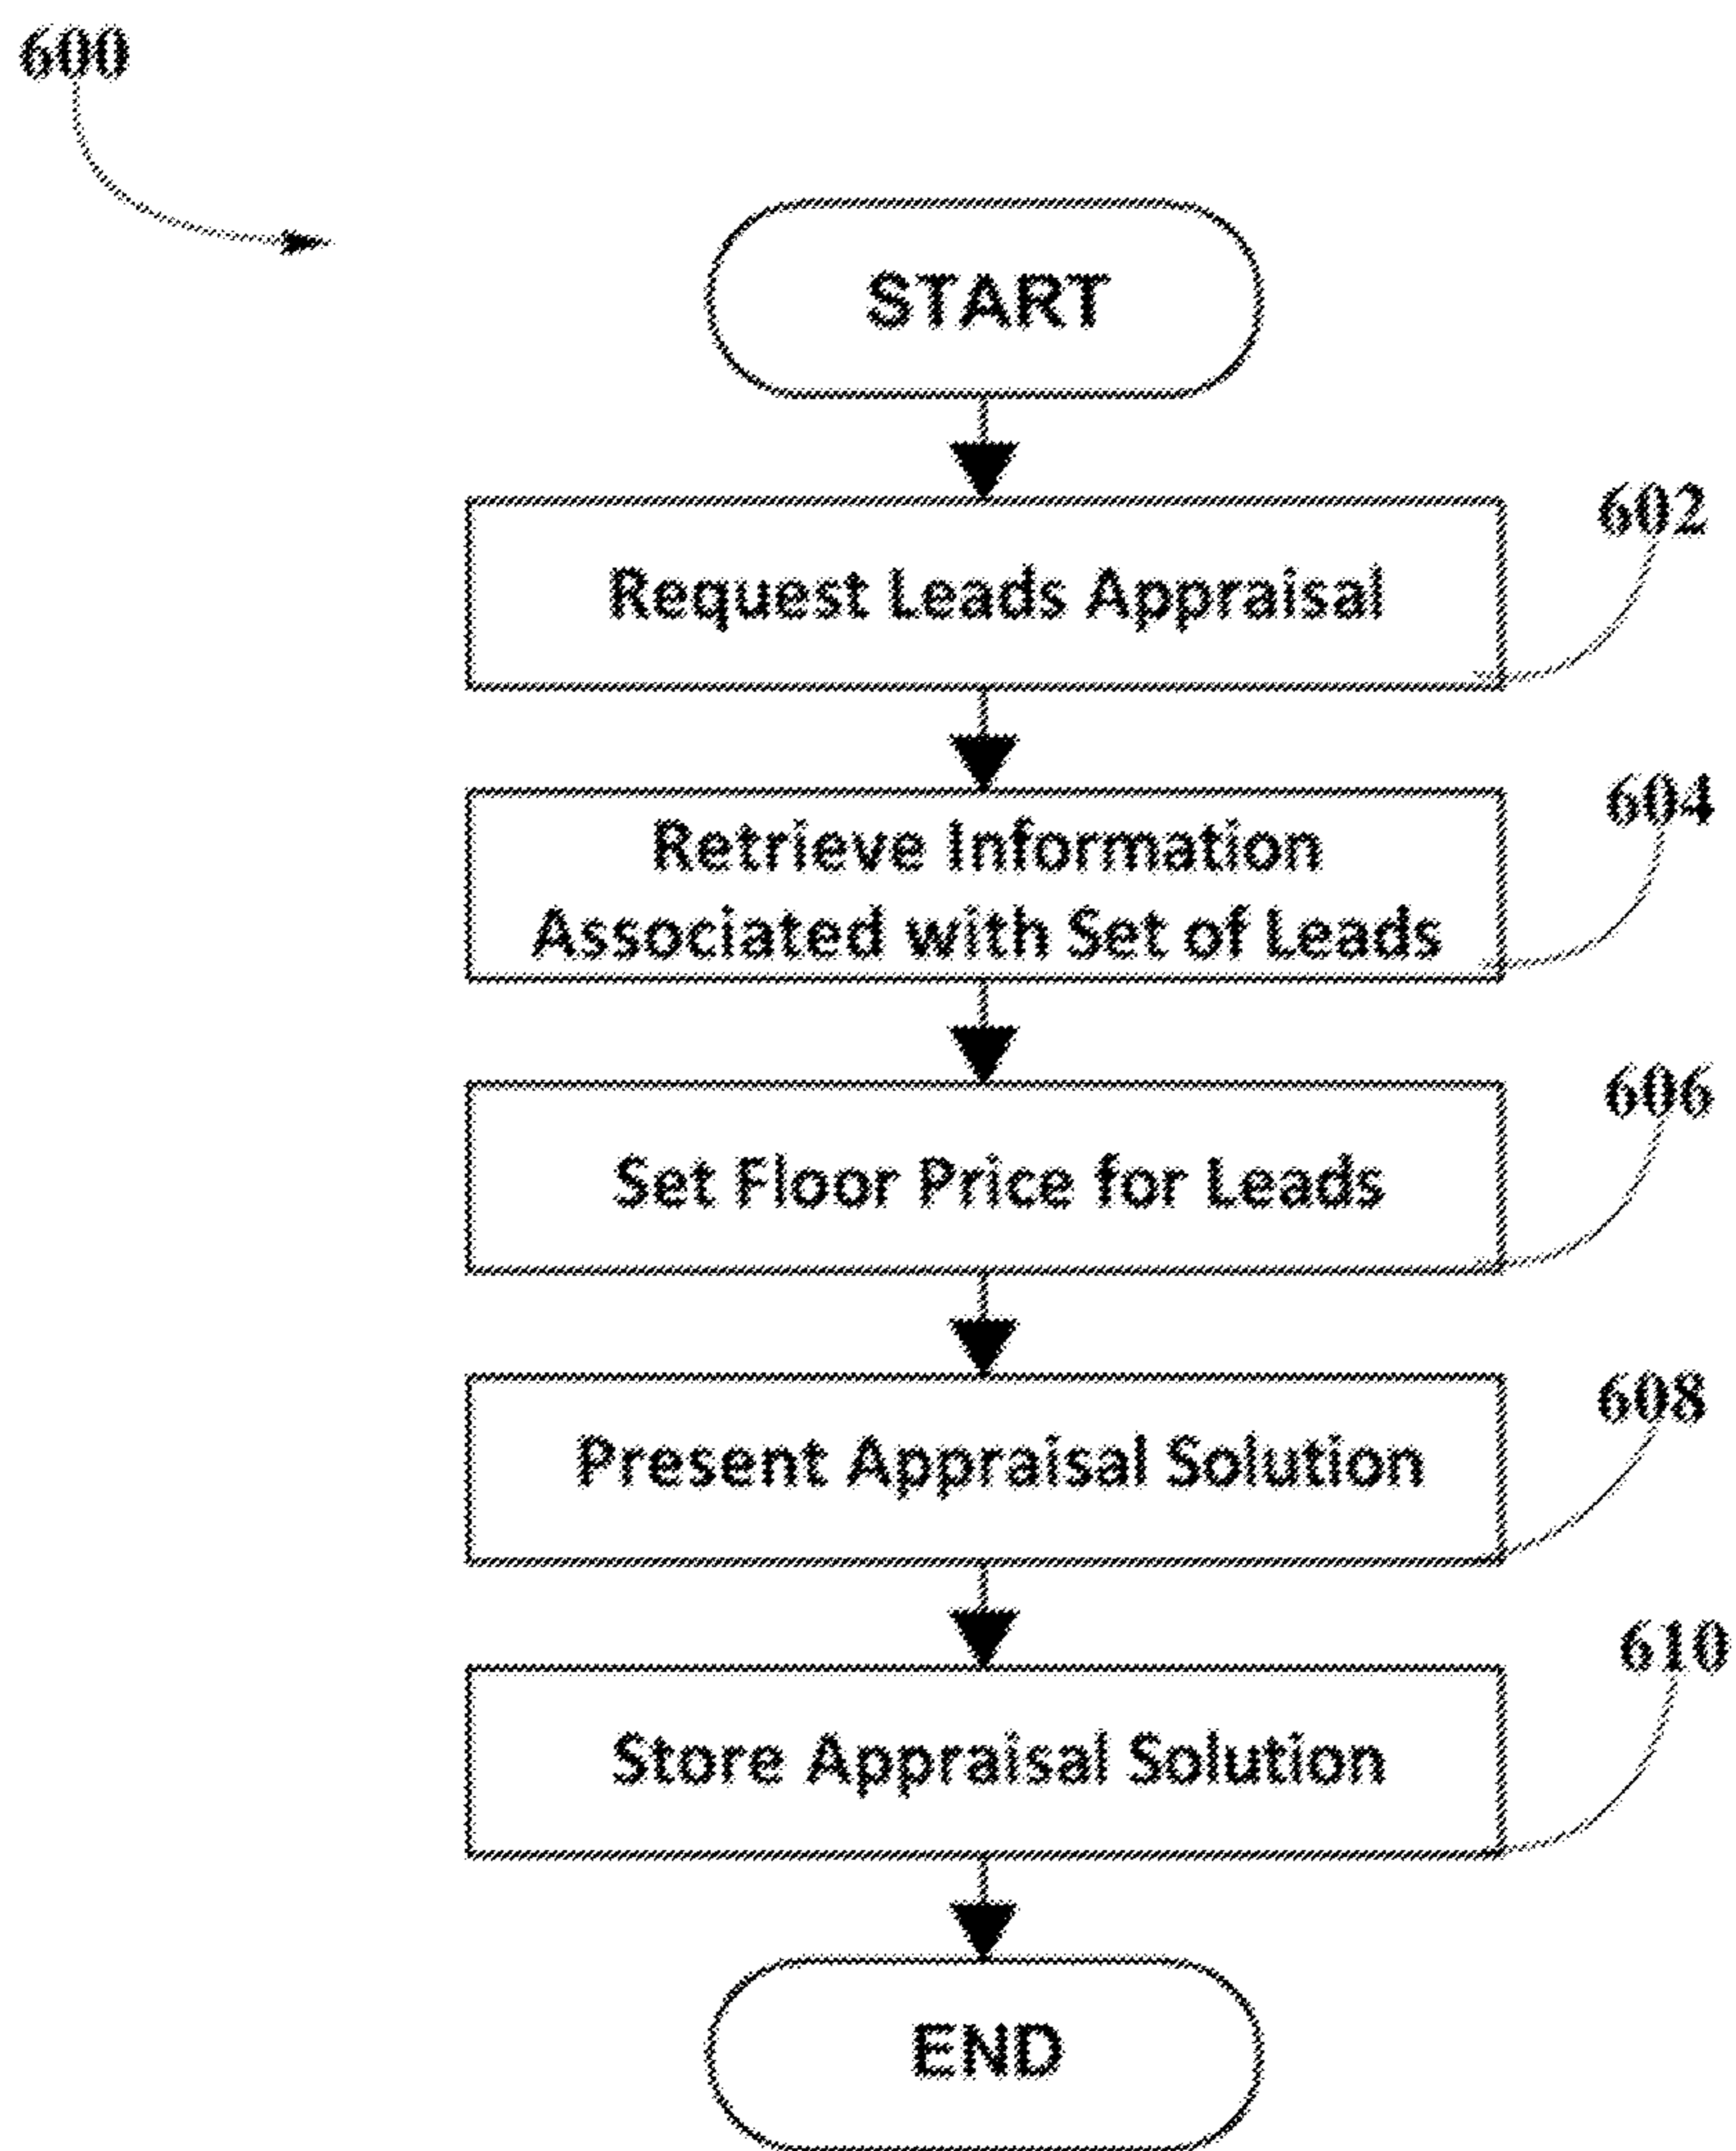 600
START
602
Request Leads Appraisal
604
Retrieve Information
Associated with Set of Leads
606
Set Floor Price for Leads
608
Present Appraisal Solution
610
Store Appraisal Solution
END